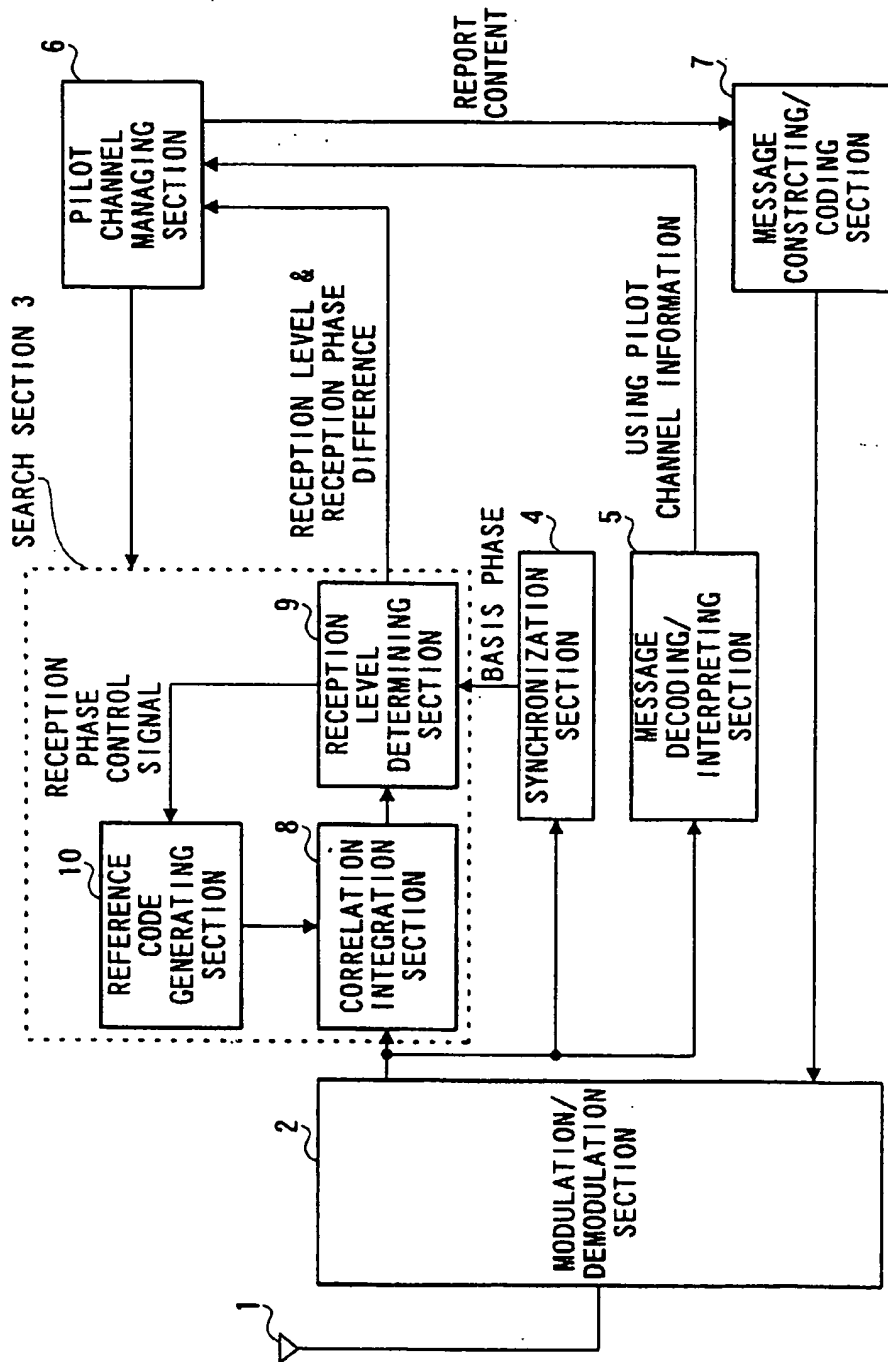 1
2
MODULATION/
DEMODULATION
SECTION
SEARCH SECTION 3
10
REFERENCE
CODE
GENERATING
SECTION
RECEPTION
PHASE
CONTROL
SIGNAL
8
CORRELATION
INTEGRATION
SECTION
9
RECEPTION
LEVEL
DETERMINING
SECTION
RECEPTION LEVEL &
RECEPTION PHASE
DIFFERENCE
BASIS PHASE
4
SYNCHRONIZATION
SECTION
5
MESSAGE
DECODING/
INTERPRETING
SECTION
USING PILOT
CHANNEL INFORMATION
6
PILOT
CHANNEL
MANAGING
SECTION
REPORT
CONTENT
7
MESSAGE
CONSTRCTING/
CODING
SECTION